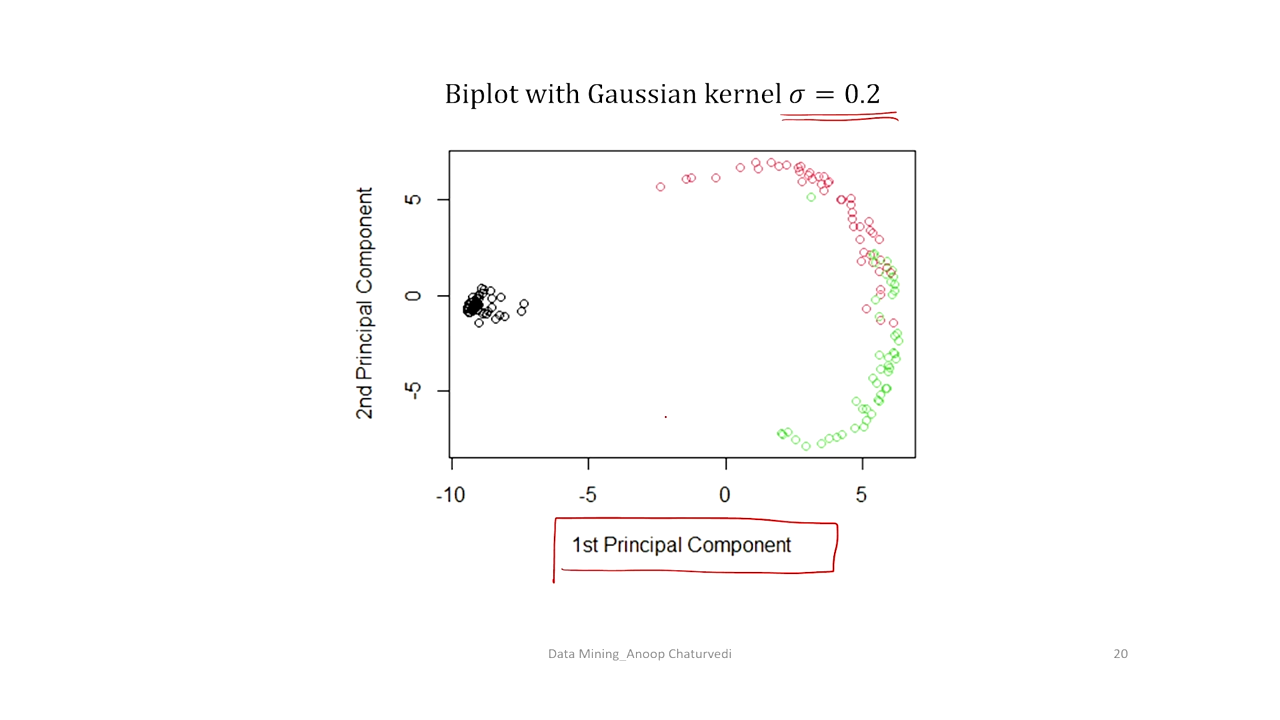 Biplot with Gaussian kernel σ = 0.2
2nd Principal Component
5
0
-5
-10 -5 0 5
1st Principal Component
Data Mining_Anoop Chaturvedi 20